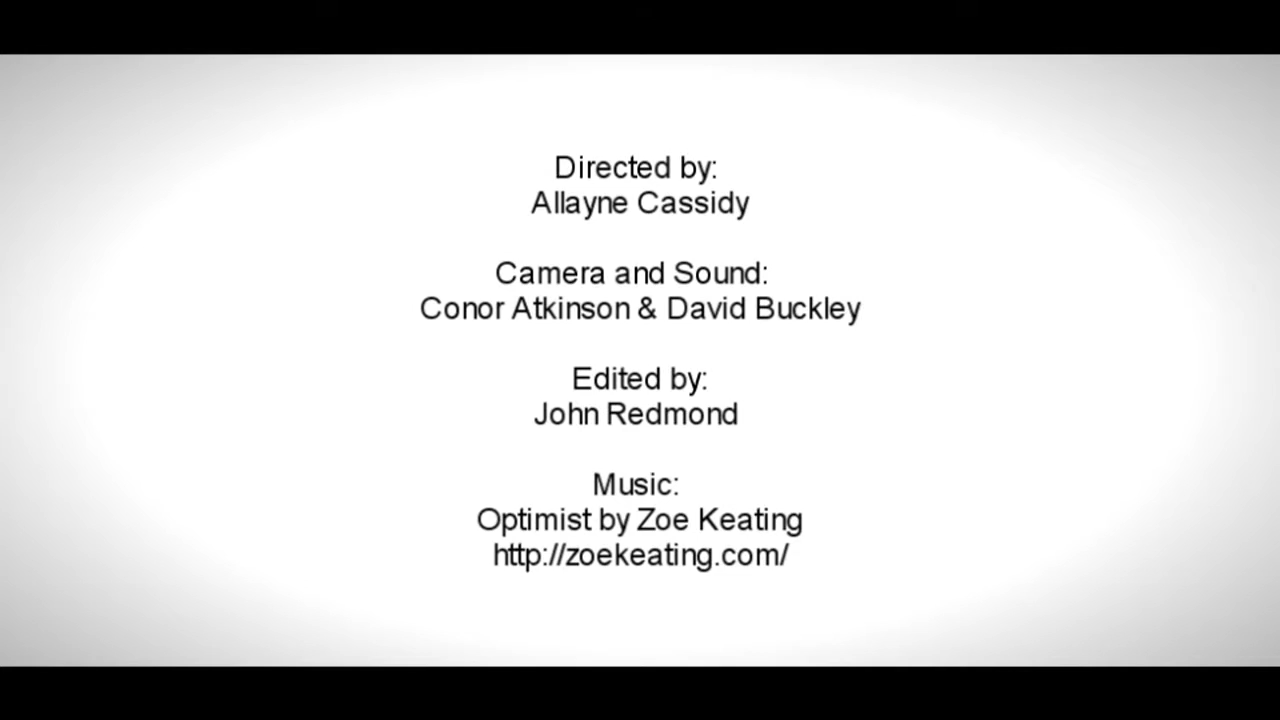 Directed by:
Allayne Cassidy
Camera and Sound:
Conor Atkinson & David Buckley
Edited by:
John Redmond
Music:
Optimist by Zoe Keating
http://zoekeating.com/